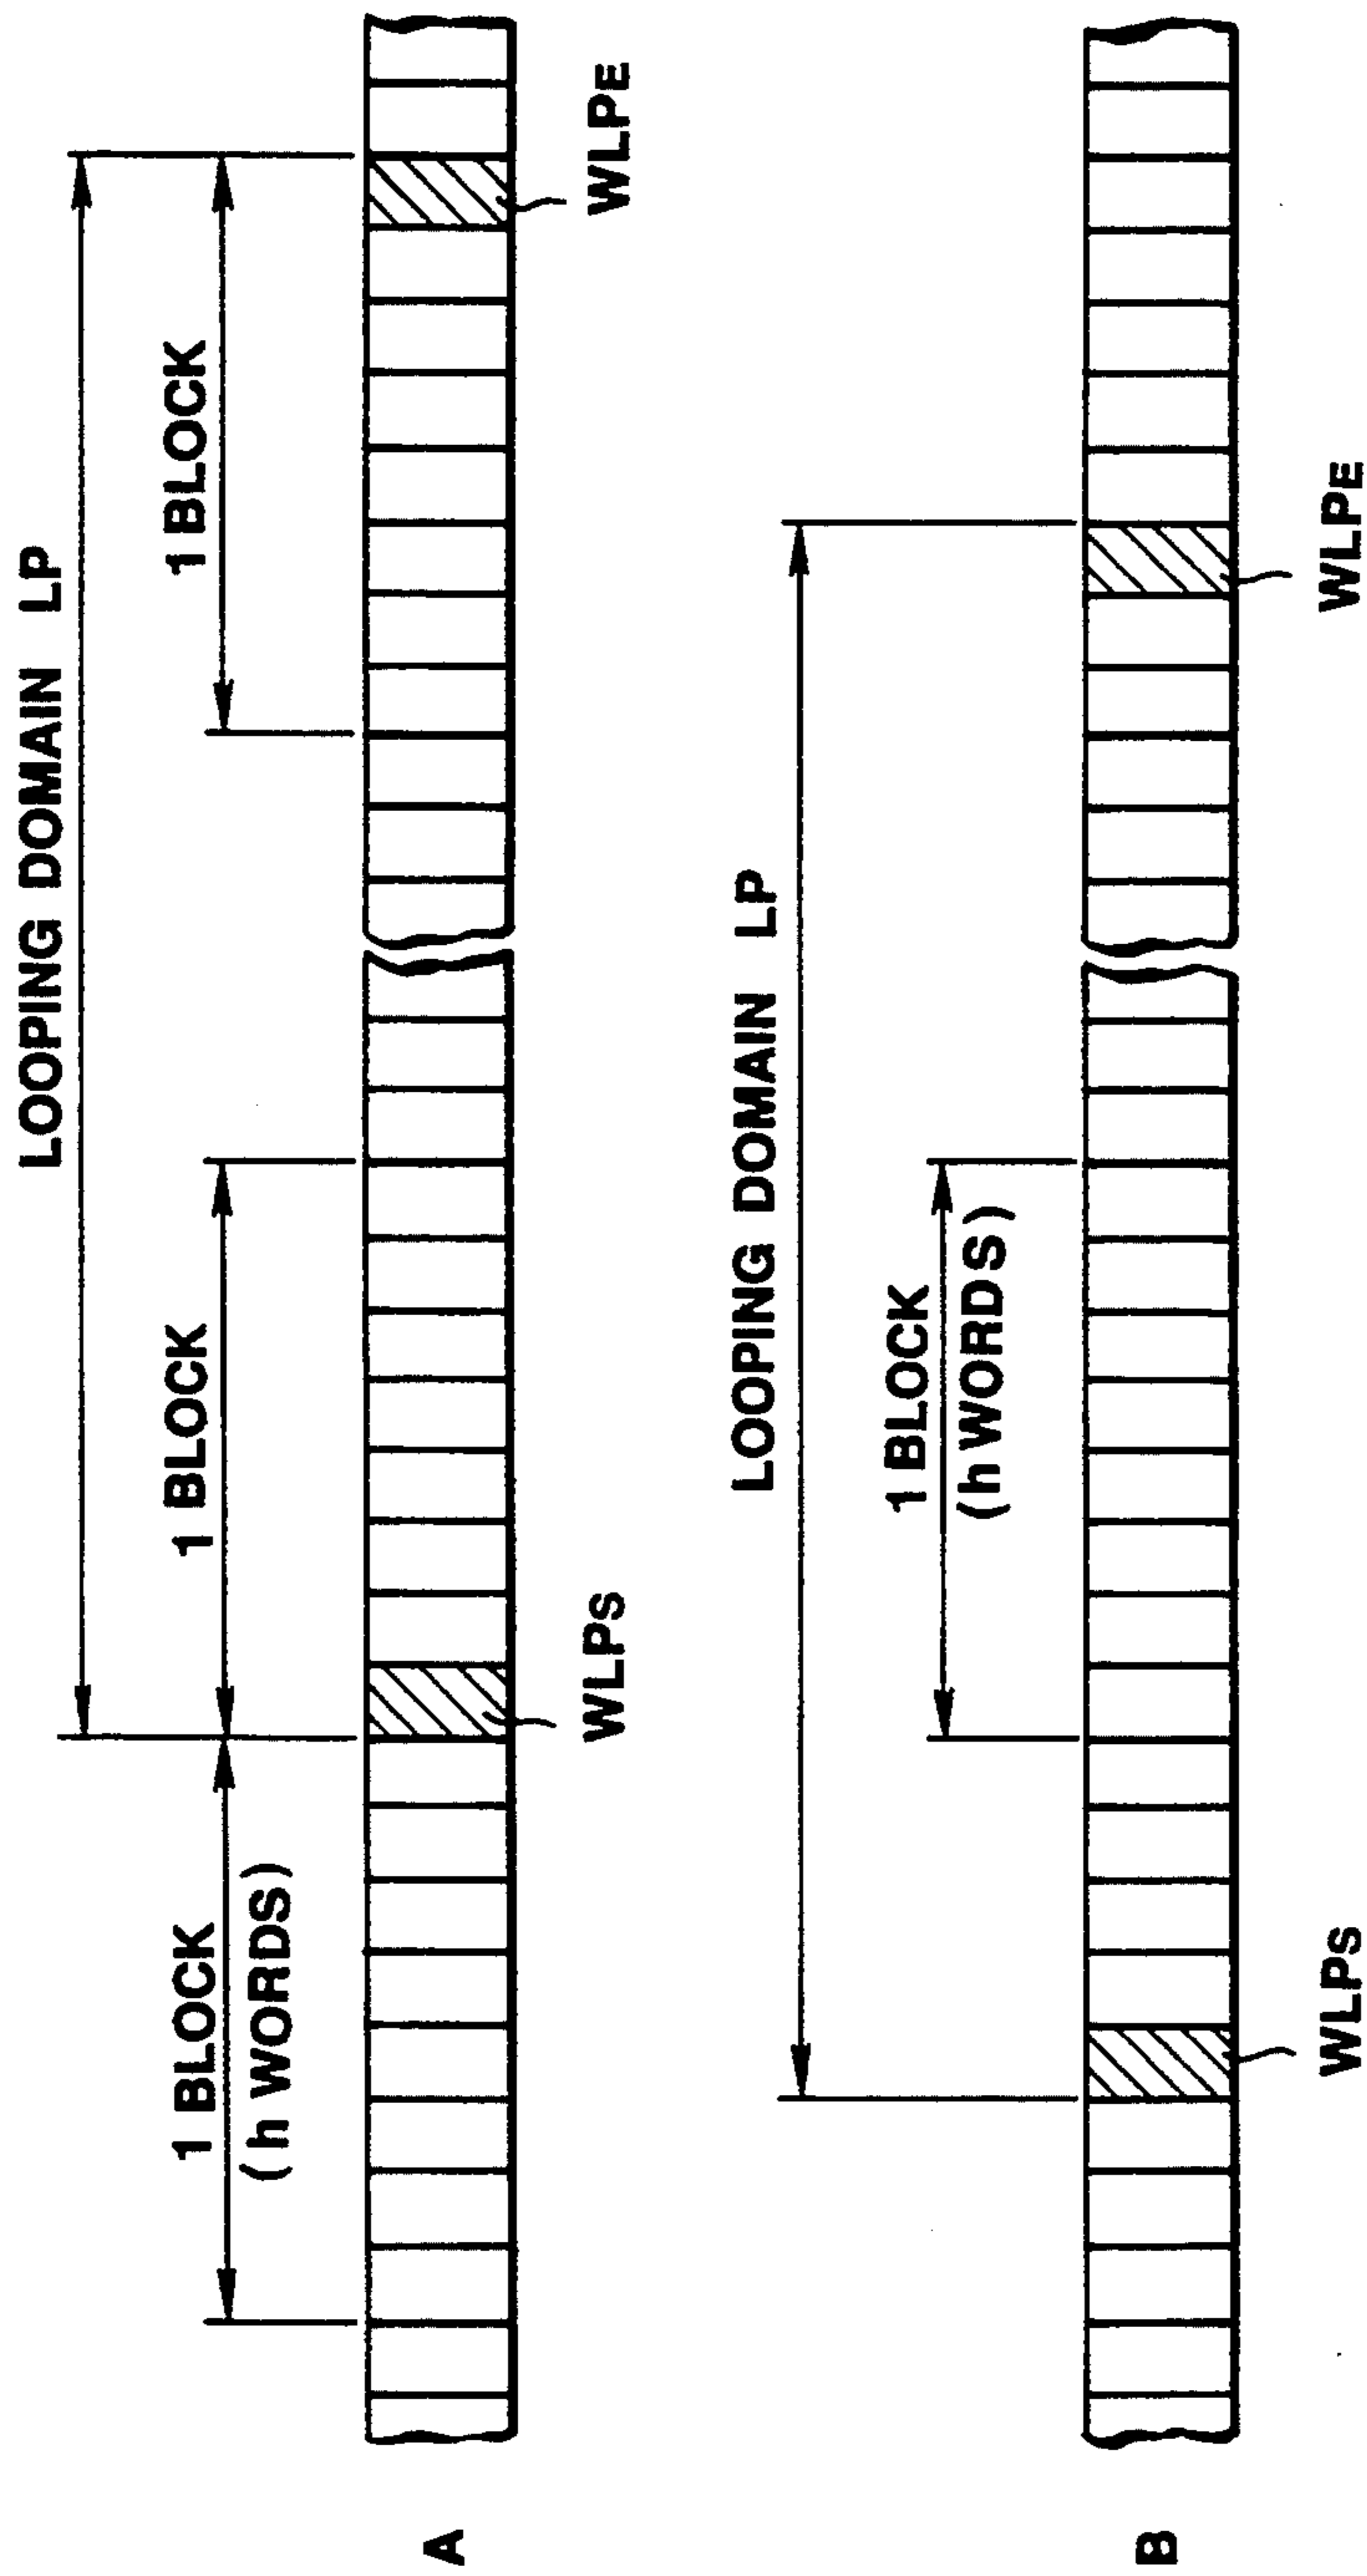 LOOPING DOMAIN LP
1 BLOCK
(h WORDS)
1 BLOCK
1 BLOCK
WLPS
WLPE
A
LOOPING DOMAIN LP
1 BLOCK
(h WORDS)
WLPS
WLPE
B